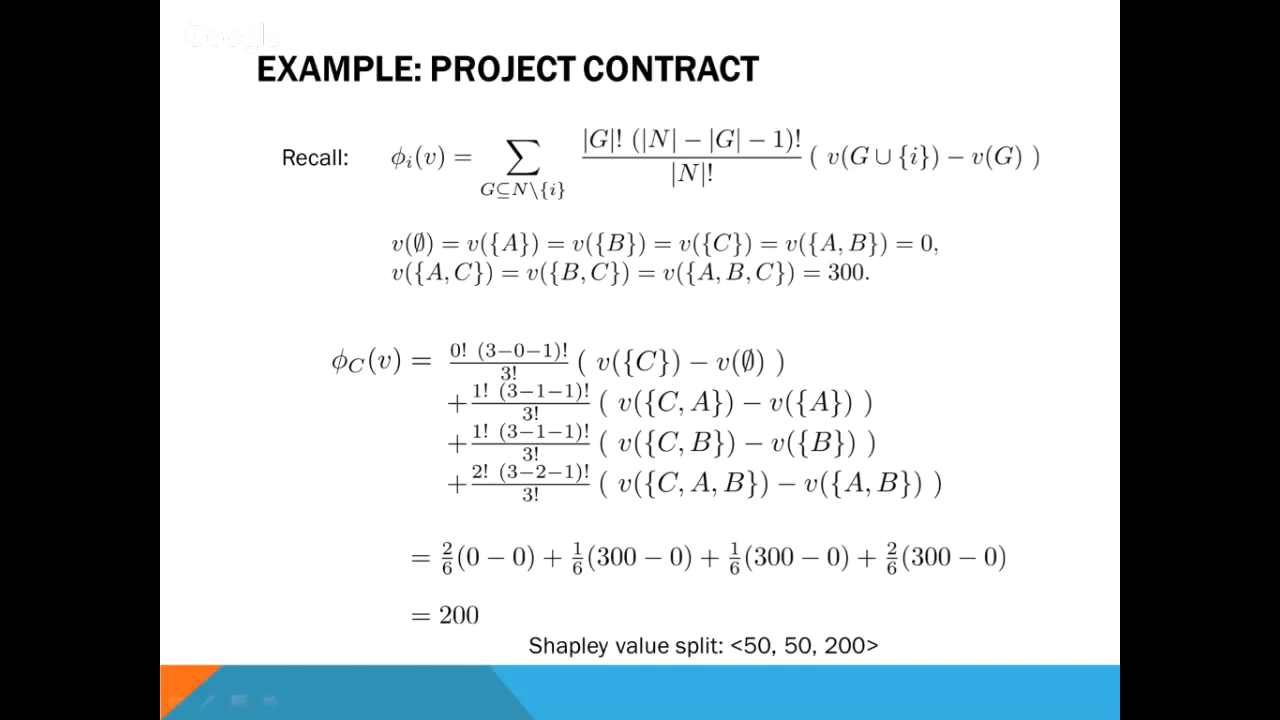 Google
EXAMPLE: PROJECT CONTRACT
Recall: ϕᵢ(v) = ∑_{G⊆N\{i}} |G|! (|N| − |G| − 1)! / |N|! ( v(G ∪ {i}) − v(G) )
v(∅) = v({A}) = v({B}) = v({C}) = v({A, B}) = 0,
v({A, C}) = v({B, C}) = v({A, B, C}) = 300.
ϕ_C(v) = 0! (3−0−1)!/3! ( v({C}) − v(∅) )
+ 1! (3−1−1)!/3! ( v({C, A}) − v({A}) )
+ 1! (3−1−1)!/3! ( v({C, B}) − v({B}) )
+ 2! (3−2−1)!/3! ( v({C, A, B}) − v({A, B}) )
= 2/6(0 − 0) + 1/6(300 − 0) + 1/6(300 − 0) + 2/6(300 − 0)
= 200
Shapley value split: <50, 50, 200>